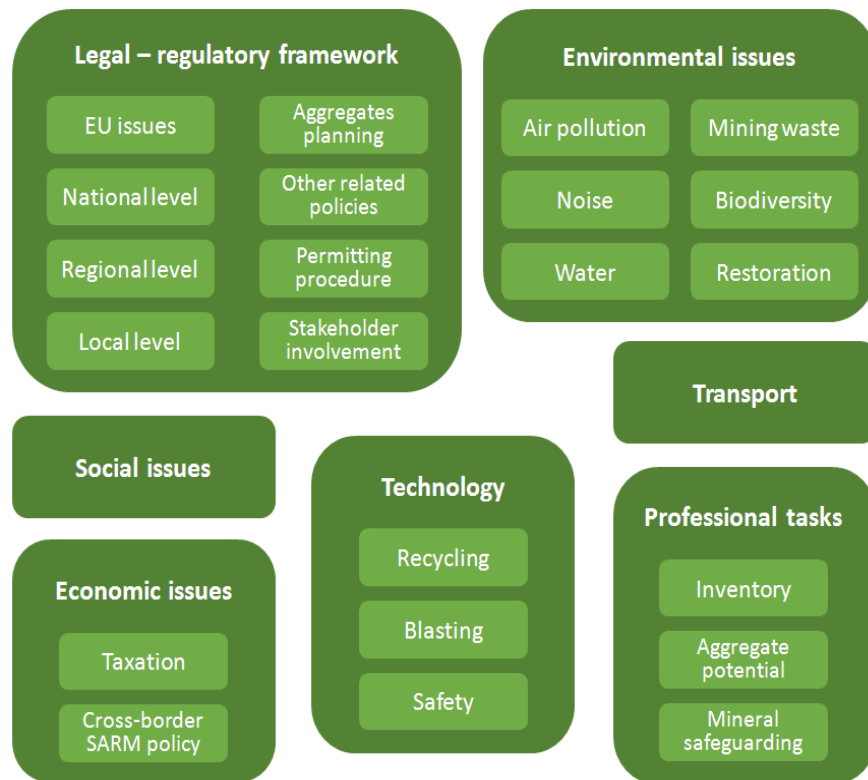 Legal – regulatory framework
EU issues
National level
Regional level
Local level
Aggregates
planning
Other related
policies
Permitting
procedure
Stakeholder
involvement
Environmental issues
Air pollution
Noise
Water
Mining waste
Biodiversity
Restoration
Transport
Social issues
Technology
Recycling
Blasting
Safety
Professional tasks
Inventory
Aggregate
potential
Mineral
safeguarding
Economic issues
Taxation
Cross-border
SARM policy